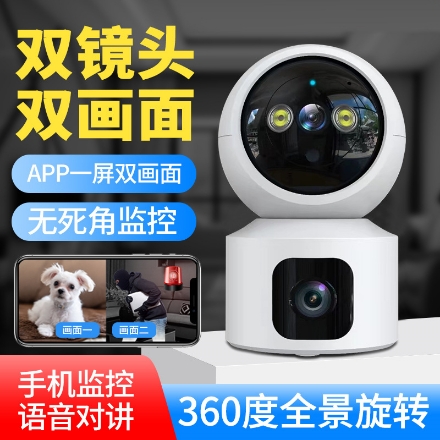 双镜头
双画面
APP一屏双画面
无死角监控
画面一
画面二
手机监控
语音对讲
360度全景旋转